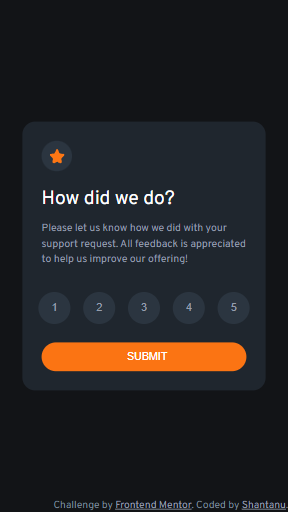 How did we do?
Please let us know how we did with your
support request. All feedback is appreciated
to help us improve our offering!
1 2 3 4 5
SUBMIT
Challenge by Frontend Mentor. Coded by Shantanu.